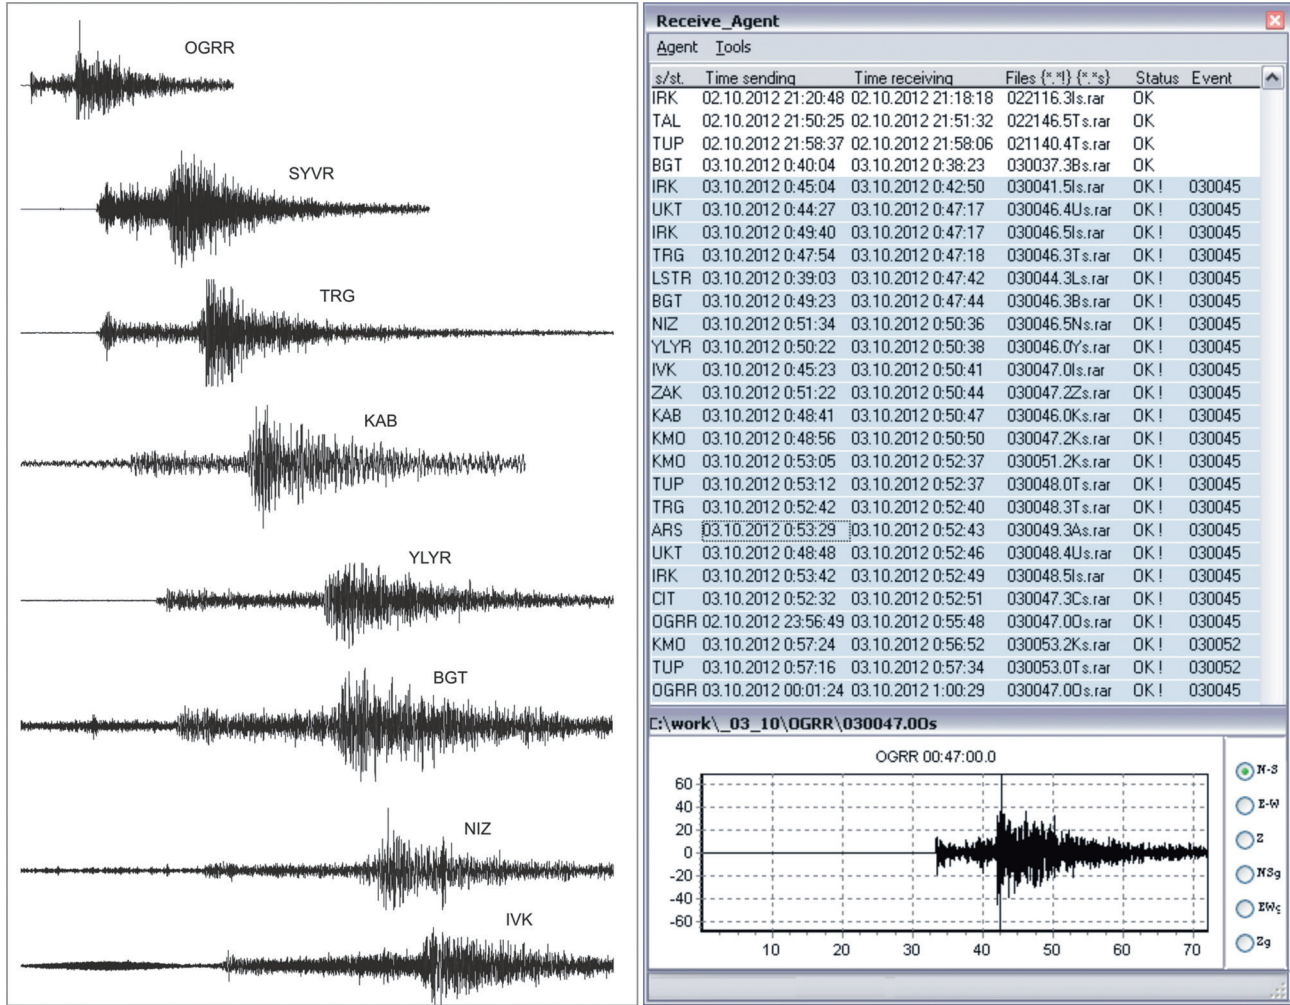 OGRR
SYVR
TRG
KAB
YLYR
BGT
NIZ
IVK
Receive_Agent
Agent Tools
s/st. Time sending Time receiving Files {*.*!} {*.*s} Status Event
IRK 02.10.2012 21:20:48 02.10.2012 21:18:18 022116.3Is.rar OK
TAL 02.10.2012 21:50:25 02.10.2012 21:51:32 022146.5Ts.rar OK
TUP 02.10.2012 21:58:37 02.10.2012 21:58:06 021140.4Ts.rar OK
BGT 03.10.2012 0:40:04 03.10.2012 0:38:23 030037.3Bs.rar OK
IRK 03.10.2012 0:45:04 03.10.2012 0:42:50 030041.5Is.rar OK! 030045
UKT 03.10.2012 0:44:27 03.10.2012 0:47:17 030046.4Us.rar OK! 030045
IRK 03.10.2012 0:49:40 03.10.2012 0:47:17 030046.5Is.rar OK! 030045
TRG 03.10.2012 0:47:54 03.10.2012 0:47:18 030046.3Ts.rar OK! 030045
LSTR 03.10.2012 0:39:03 03.10.2012 0:47:42 030044.3Ls.rar OK! 030045
BGT 03.10.2012 0:49:23 03.10.2012 0:47:44 030046.3Bs.rar OK! 030045
NIZ 03.10.2012 0:51:34 03.10.2012 0:50:36 030046.5Ns.rar OK! 030045
YLYR 03.10.2012 0:50:22 03.10.2012 0:50:38 030046.0Ys.rar OK! 030045
IVK 03.10.2012 0:45:23 03.10.2012 0:50:41 030047.0Is.rar OK! 030045
ZAK 03.10.2012 0:51:22 03.10.2012 0:50:44 030047.2Zs.rar OK! 030045
KAB 03.10.2012 0:48:41 03.10.2012 0:50:47 030046.0Ks.rar OK! 030045
KMO 03.10.2012 0:48:56 03.10.2012 0:50:50 030047.2Ks.rar OK! 030045
KMO 03.10.2012 0:53:05 03.10.2012 0:52:37 030051.2Ks.rar OK! 030045
TUP 03.10.2012 0:53:12 03.10.2012 0:52:37 030048.0Ts.rar OK! 030045
TRG 03.10.2012 0:52:42 03.10.2012 0:52:40 030048.3Ts.rar OK! 030045
ARS 03.10.2012 0:53:29 03.10.2012 0:52:43 030049.3As.rar OK! 030045
UKT 03.10.2012 0:48:48 03.10.2012 0:52:46 030048.4Us.rar OK! 030045
IRK 03.10.2012 0:53:42 03.10.2012 0:52:49 030048.5Is.rar OK! 030045
CIT 03.10.2012 0:52:32 03.10.2012 0:52:51 030047.3Cs.rar OK! 030045
OGRR 02.10.2012 23:56:49 03.10.2012 0:55:48 030047.0Os.rar OK! 030045
KMO 03.10.2012 0:57:24 03.10.2012 0:56:52 030053.2Ks.rar OK! 030052
TUP 03.10.2012 0:57:16 03.10.2012 0:57:34 030053.0Ts.rar OK! 030052
OGRR 03.10.2012 00:01:24 03.10.2012 1:00:29 030047.0Os.rar OK! 030045
C:\work\_03_10\OGRR\030047.0Os
OGRR 00:47:00.0
60
40
20
0
-20
-40
-60
10 20 30 40 50 60 70
N-S
E-W
Z
NSg
EWg
Zg